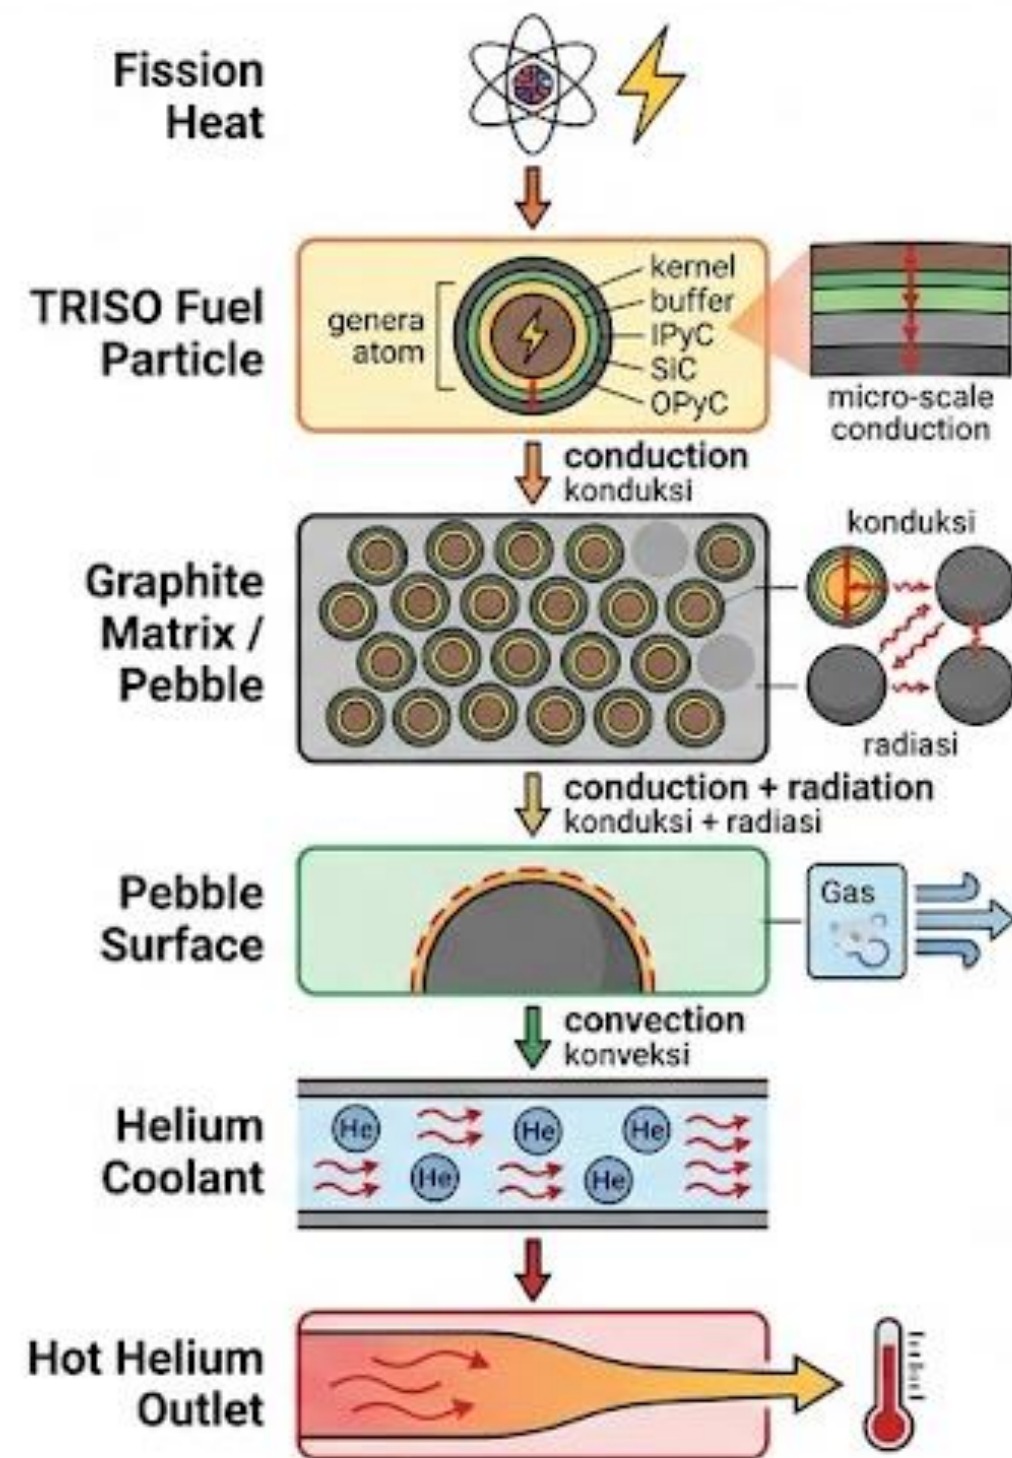 Fission
Heat
TRISO Fuel
Particle
genera
atom
kernel
buffer
IPyC
SiC
OPyC
micro-scale
conduction
conduction
konduksi
Graphite
Matrix /
Pebble
konduksi
radiasi
conduction + radiation
konduksi + radiasi
Pebble
Surface
Gas
convection
konveksi
Helium
Coolant
He
He
He
He
He
Hot Helium
Outlet